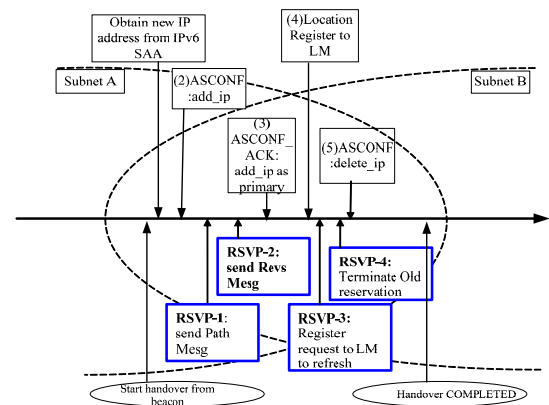 Obtain new IP
address from IPv6
SAA
(4)Location
Register to
LM
Subnet A
(2)ASCONF
:add_ip
Subnet B
(3)
ASCONF_
ACK:
add_ip as
primary
(5)ASCONF
:delete_ip
RSVP-2:
send Revs
Mesg
RSVP-4:
Terminate Old
reservation
RSVP-1:
send Path
Mesg
RSVP-3:
Register
request to LM
to refresh
Start handover from
beacon
Handover COMPLETED